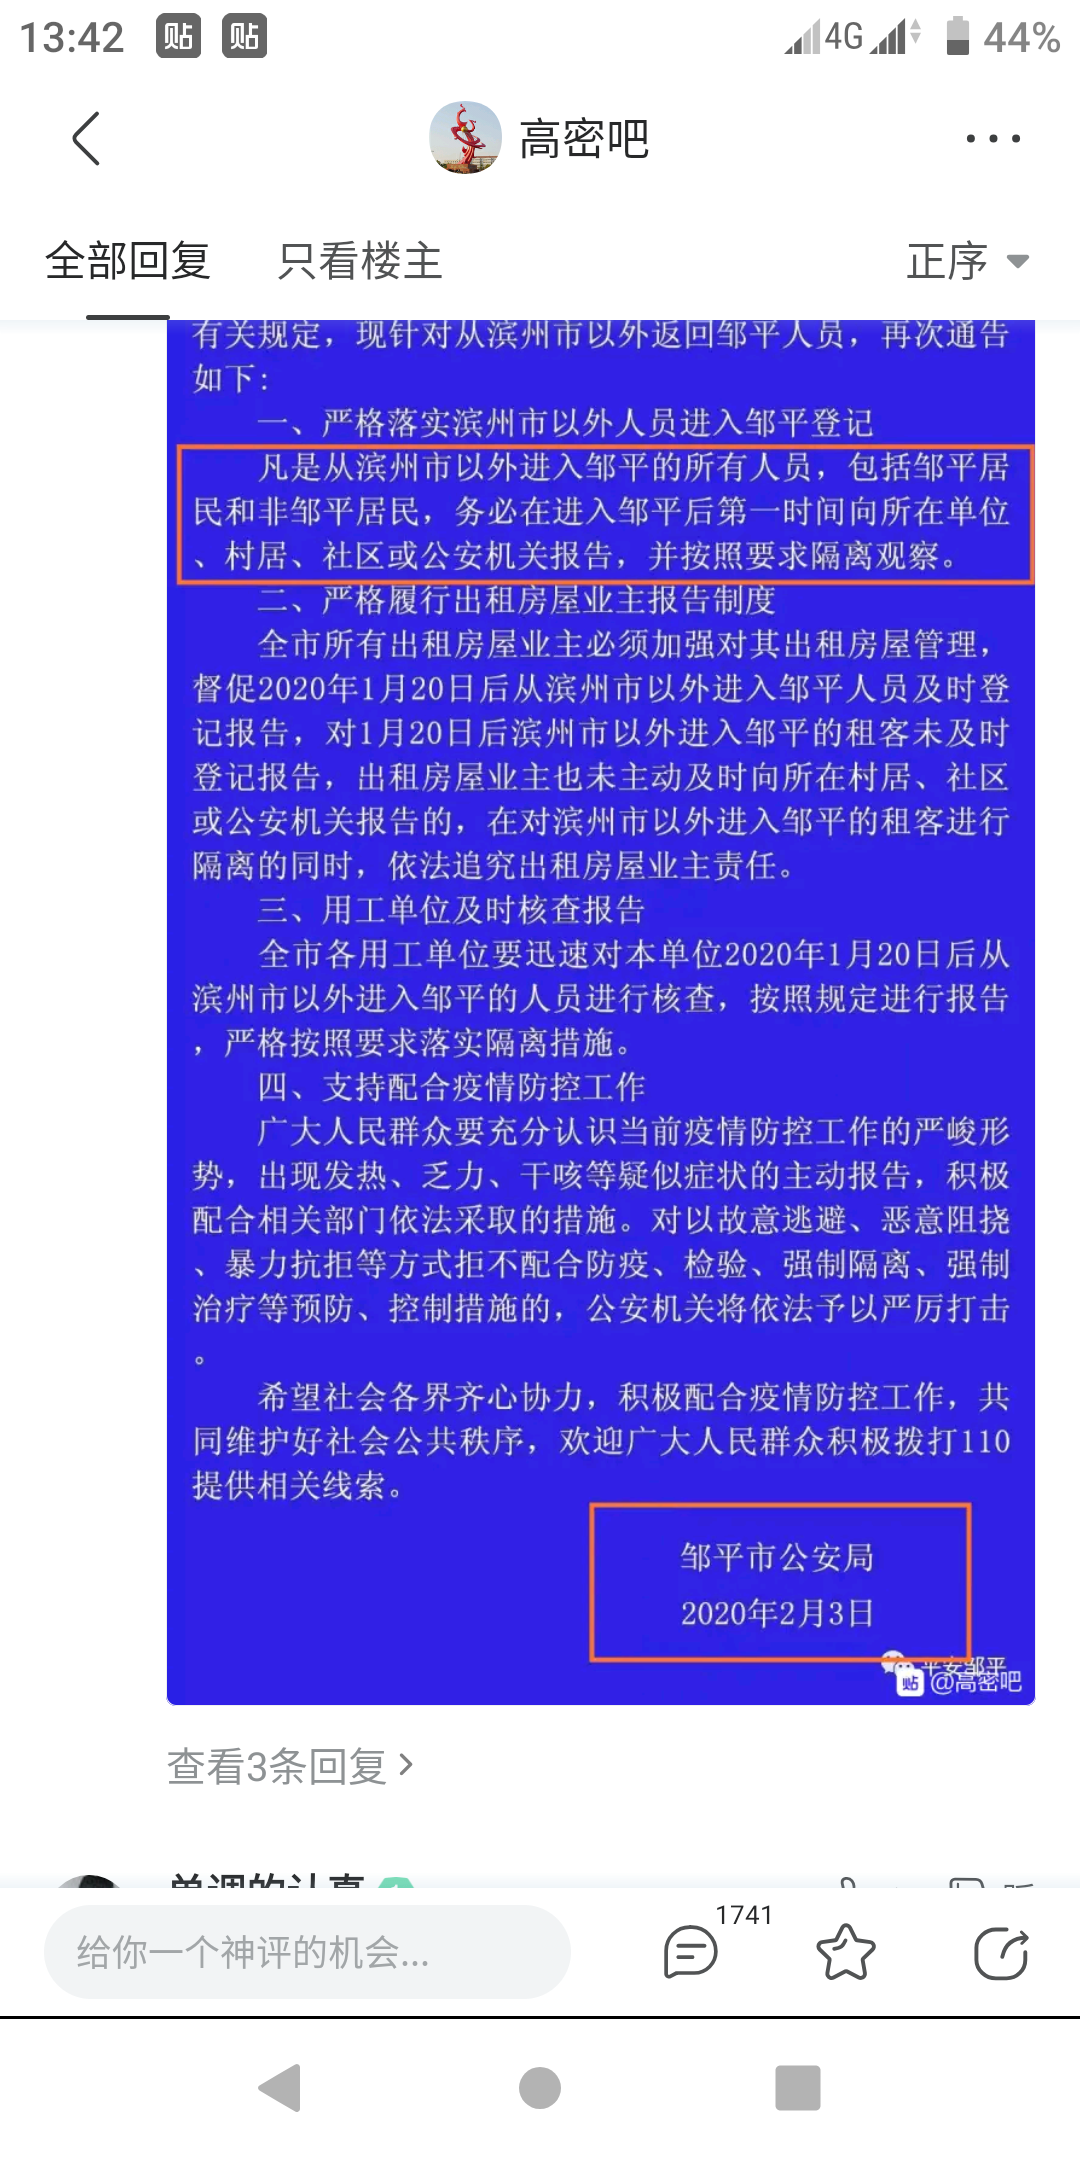 13:42 贴 贴 4G 44%
高密吧
全部回复 只看楼主 正序
有关规定，现针对从滨州市以外返回邹平人员，再次通告
如下：
一、严格落实滨州市以外人员进入邹平登记
凡是从滨州市以外进入邹平的所有人员，包括邹平居
民和非邹平居民，务必在进入邹平后第一时间向所在单位
、村居、社区或公安机关报告，并按照要求隔离观察。
二、严格履行出租房屋业主报告制度
全市所有出租房屋业主必须加强对其出租房屋管理，
督促2020年1月20日后从滨州市以外进入邹平人员及时登
记报告，对1月20日后滨州市以外进入邹平的租客未及时
登记报告，出租房屋业主也未主动及时向所在村居、社区
或公安机关报告的，在对滨州市以外进入邹平的租客进行
隔离的同时，依法追究出租房屋业主责任。
三、用工单位及时核查报告
全市各用工单位要迅速对本单位2020年1月20日后从
滨州市以外进入邹平的人员进行核查，按照规定进行报告
，严格按照要求落实隔离措施。
四、支持配合疫情防控工作
广大人民群众要充分认识当前疫情防控工作的严峻形
势，出现发热、乏力、干咳等疑似症状的主动报告，积极
配合相关部门依法采取的措施。对以故意逃避、恶意阻挠
、暴力抗拒等方式拒不配合防疫、检验、强制隔离、强制
治疗等预防、控制措施的，公安机关将依法予以严厉打击
。
希望社会各界齐心协力，积极配合疫情防控工作，共
同维护好社会公共秩序，欢迎广大人民群众积极拨打110
提供相关线索。
邹平市公安局
2020年2月3日
平安邹平
贴 @高密吧
查看3条回复
单调的认真
给你一个神评的机会... 1741